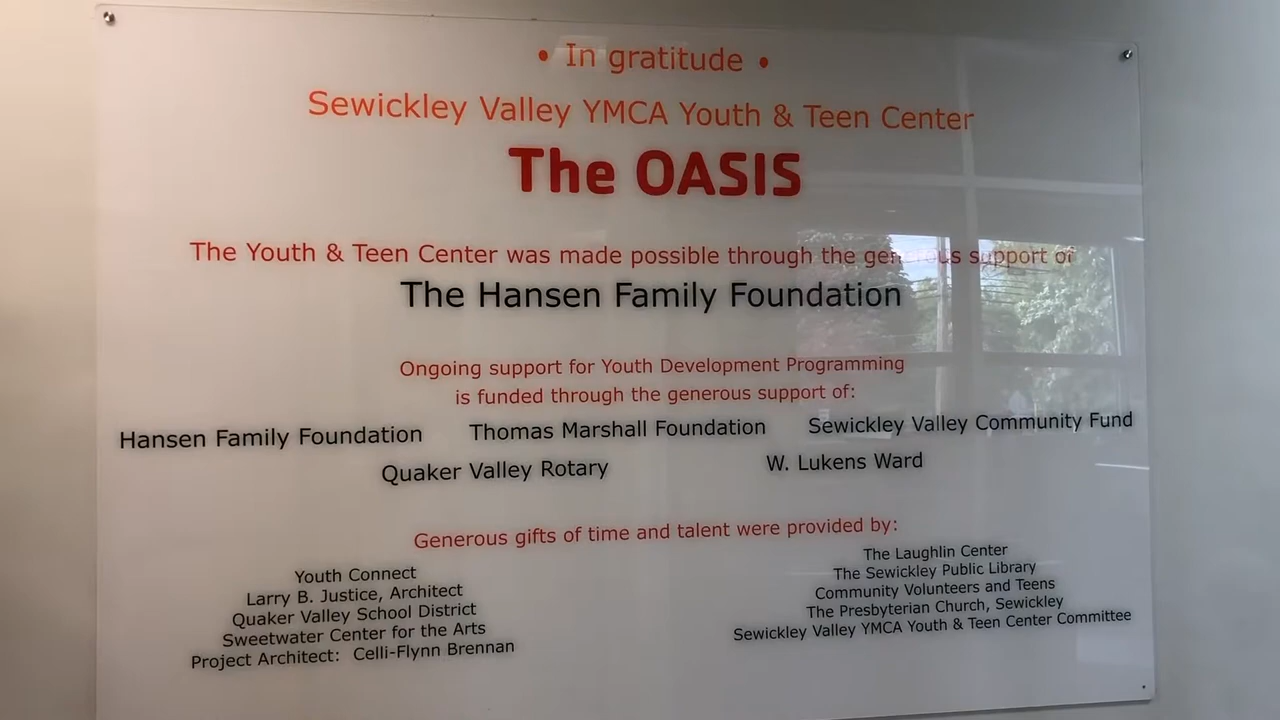 • In gratitude •
Sewickley Valley YMCA Youth & Teen Center
The OASIS
The Youth & Teen Center was made possible through the generous support of
The Hansen Family Foundation
Ongoing support for Youth Development Programming
is funded through the generous support of:
Hansen Family Foundation Thomas Marshall Foundation Sewickley Valley Community Fund
Quaker Valley Rotary W. Lukens Ward
Generous gifts of time and talent were provided by:
Youth Connect
Larry B. Justice, Architect
Quaker Valley School District
Sweetwater Center for the Arts
Project Architect: Celli-Flynn Brennan
The Laughlin Center
The Sewickley Public Library
Community Volunteers and Teens
The Presbyterian Church, Sewickley
Sewickley Valley YMCA Youth & Teen Center Committee